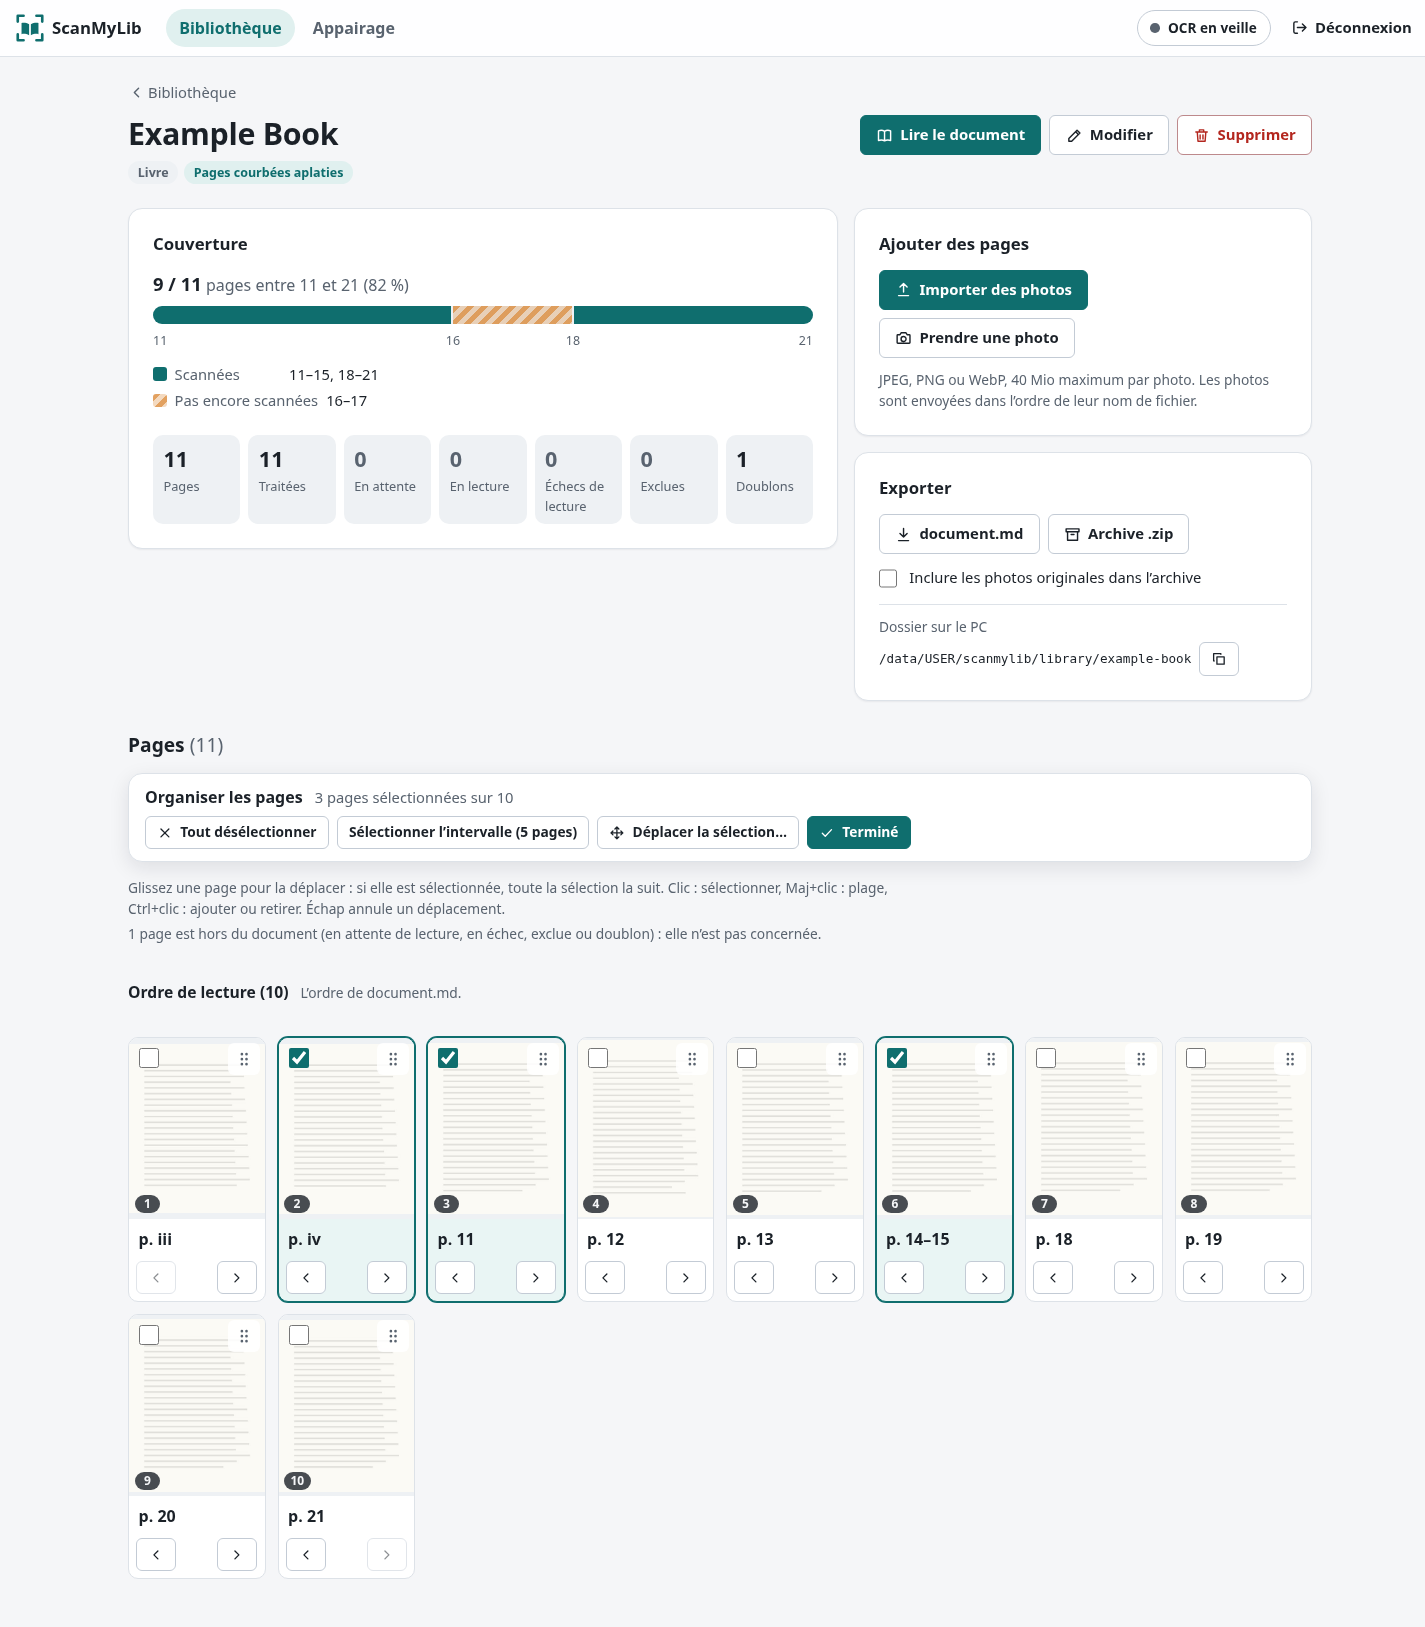 ScanMyLib
Bibliothèque
Appairage
OCR en veille
Déconnexion
Bibliothèque
Example Book
Lire le document
Modifier
Supprimer
Livre
Pages courbées aplaties
Couverture
9 / 11 pages entre 11 et 21 (82 %)
11 16 18 21
Scannées 11–15, 18–21
Pas encore scannées 16–17
11 Pages
11 Traitées
0 En attente
0 En lecture
0 Échecs de
lecture
0 Exclues
1 Doublons
Ajouter des pages
Importer des photos
Prendre une photo
JPEG, PNG ou WebP, 40 Mio maximum par photo. Les photos
sont envoyées dans l’ordre de leur nom de fichier.
Exporter
document.md
Archive .zip
Inclure les photos originales dans l’archive
Dossier sur le PC
/data/USER/scanmylib/library/example-book
Pages (11)
Organiser les pages 3 pages sélectionnées sur 10
Tout désélectionner
Sélectionner l’intervalle (5 pages)
Déplacer la sélection…
Terminé
Glissez une page pour la déplacer : si elle est sélectionnée, toute la sélection la suit. Clic : sélectionner, Maj+clic : plage,
Ctrl+clic : ajouter ou retirer. Échap annule un déplacement.
1 page est hors du document (en attente de lecture, en échec, exclue ou doublon) : elle n’est pas concernée.
Ordre de lecture (10) L’ordre de document.md.
1 2 3 4 5 6 7 8
p. iii p. iv p. 11 p. 12 p. 13 p. 14–15 p. 18 p. 19
9 10
p. 20 p. 21